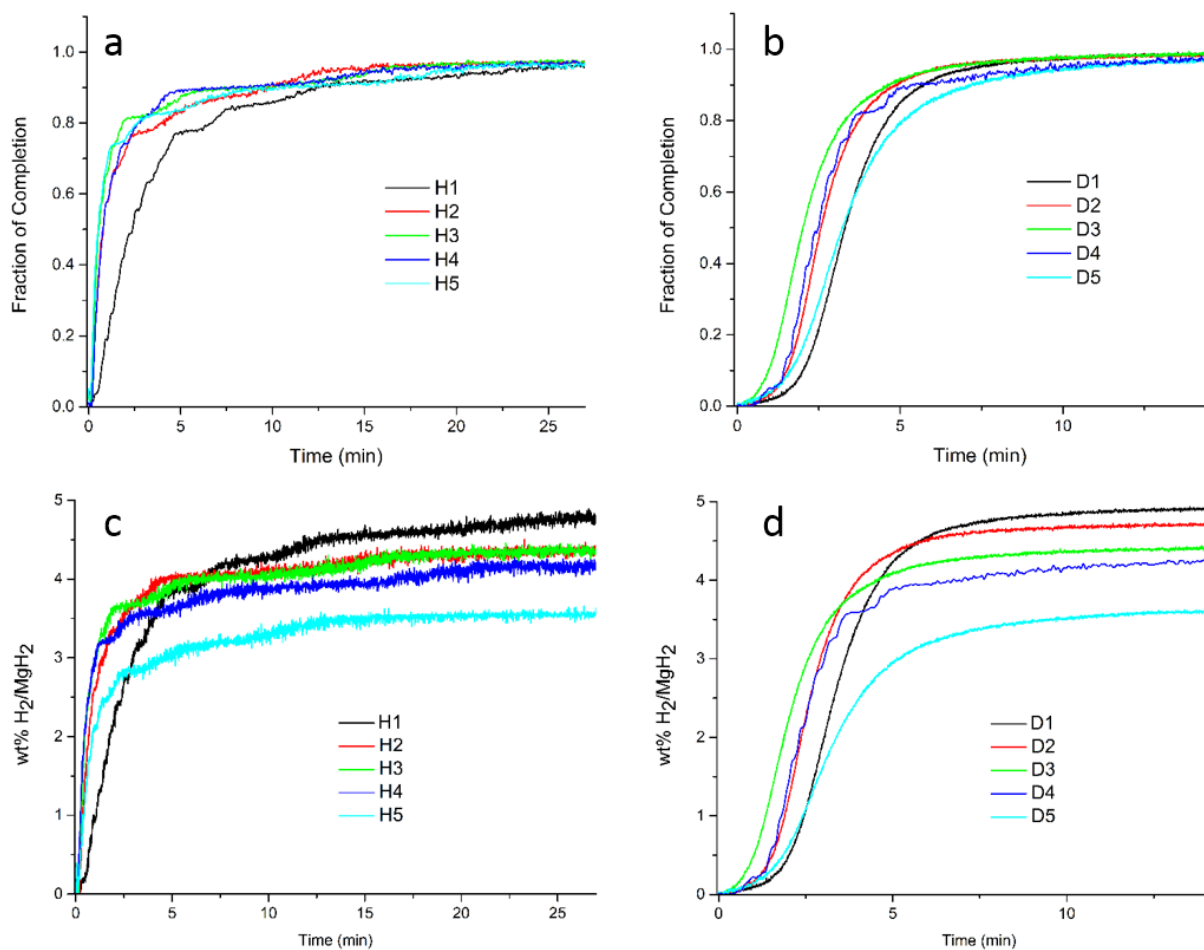 a
Fraction of Completion
1.0
0.8
0.6
0.4
0.2
0.0
H1
H2
H3
H4
H5
0 5 10 15 20 25
Time (min)
b
Fraction of Completion
1.0
0.8
0.6
0.4
0.2
0.0
D1
D2
D3
D4
D5
0 5 10
Time (min)
c
wt% H₂/MgH₂
5
4
3
2
1
0
H1
H2
H3
H4
H5
0 5 10 15 20 25
Time (min)
d
wt% H₂/MgH₂
5
4
3
2
1
0
D1
D2
D3
D4
D5
0 5 10
Time (min)